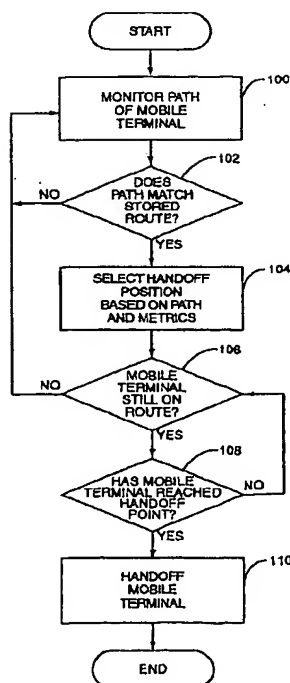 START
100
MONITOR PATH
OF MOBILE
TERMINAL
102
DOES
PATH MATCH
STORED
ROUTE?
NO
YES
104
SELECT HANDOFF
POSITION
BASED ON PATH
AND METRICS
106
MOBILE
TERMINAL
STILL ON
ROUTE?
NO
YES
108
HAS MOBILE
TERMINAL REACHED
HANDOFF
POINT?
NO
YES
110
HANDOFF
MOBILE
TERMINAL
END